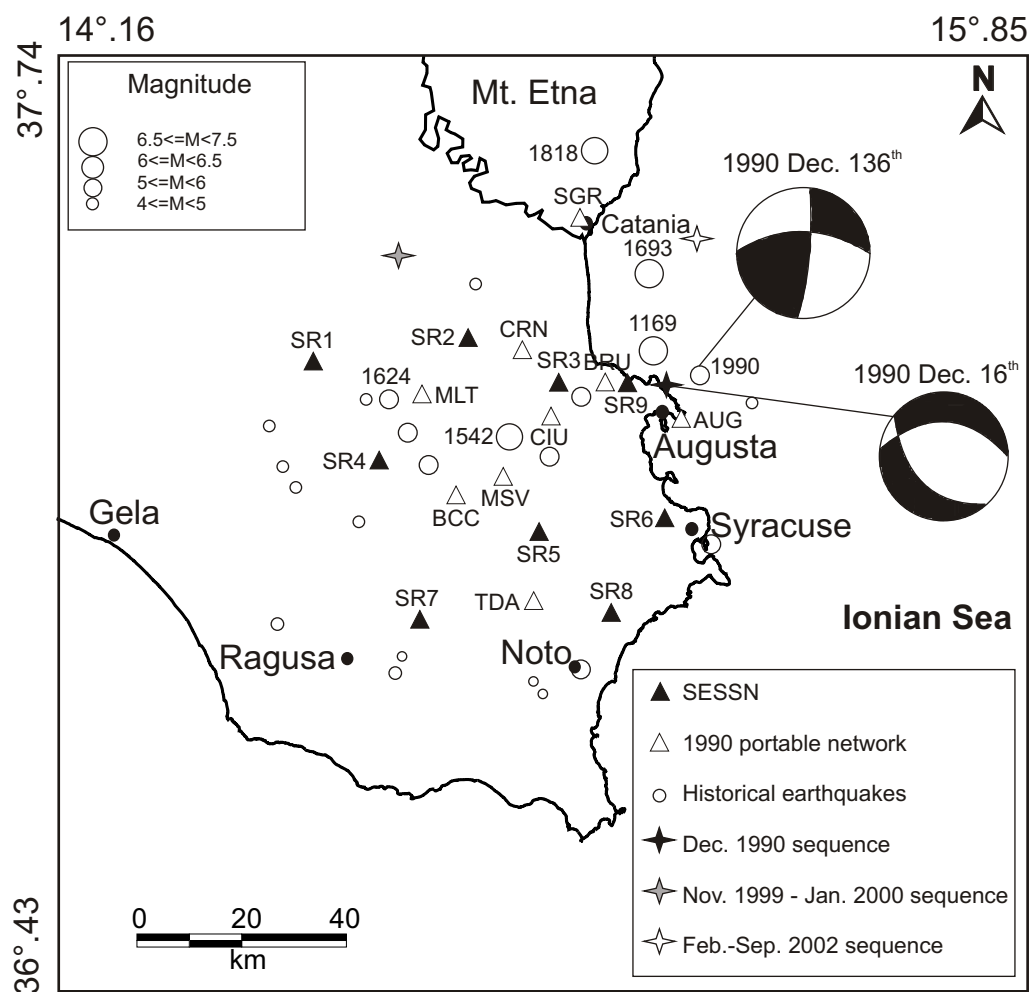 14°.16
15°.85
37°.74
Magnitude
6.5<=M<7.5
6<=M<6.5
5<=M<6
4<=M<5
Mt. Etna
N
1818
1990 Dec. 136th
SGR
Catania
1693
1169
SR1
SR2
CRN
SR3
BRU
1990
1990 Dec. 16th
1624
MLT
SR9
AUG
1542
CIU
Augusta
SR4
MSV
BCC
Gela
SR5
SR6
Syracuse
SR7
TDA
SR8
Ionian Sea
Ragusa
Noto
SESSN
1990 portable network
Historical earthquakes
Dec. 1990 sequence
Nov. 1999 - Jan. 2000 sequence
Feb.-Sep. 2002 sequence
0 20 40
km
36°.43